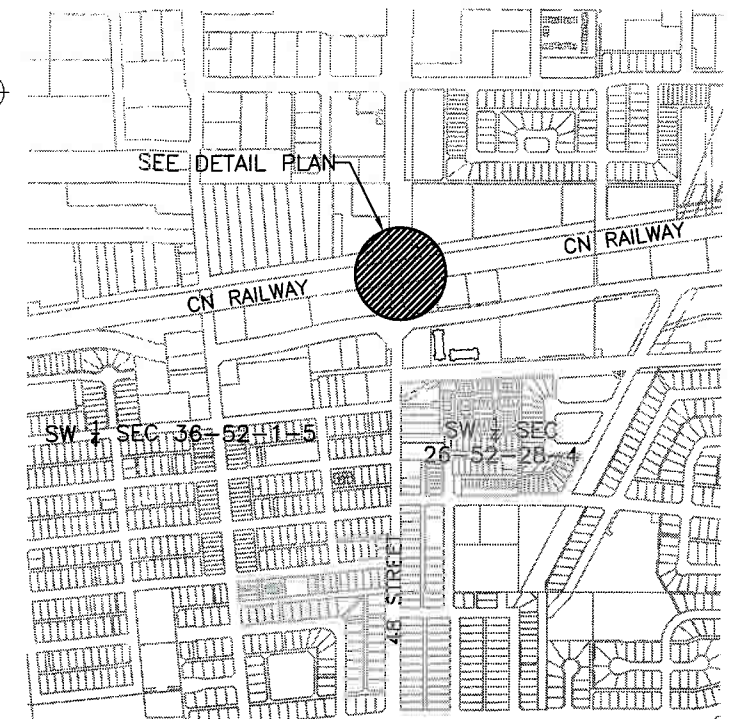 SEE DETAIL PLAN
CN RAILWAY
CN RAILWAY
SW ¼ SEC 36-52-1-5
SW ¼ SEC
26-52-28-4
48 STREET